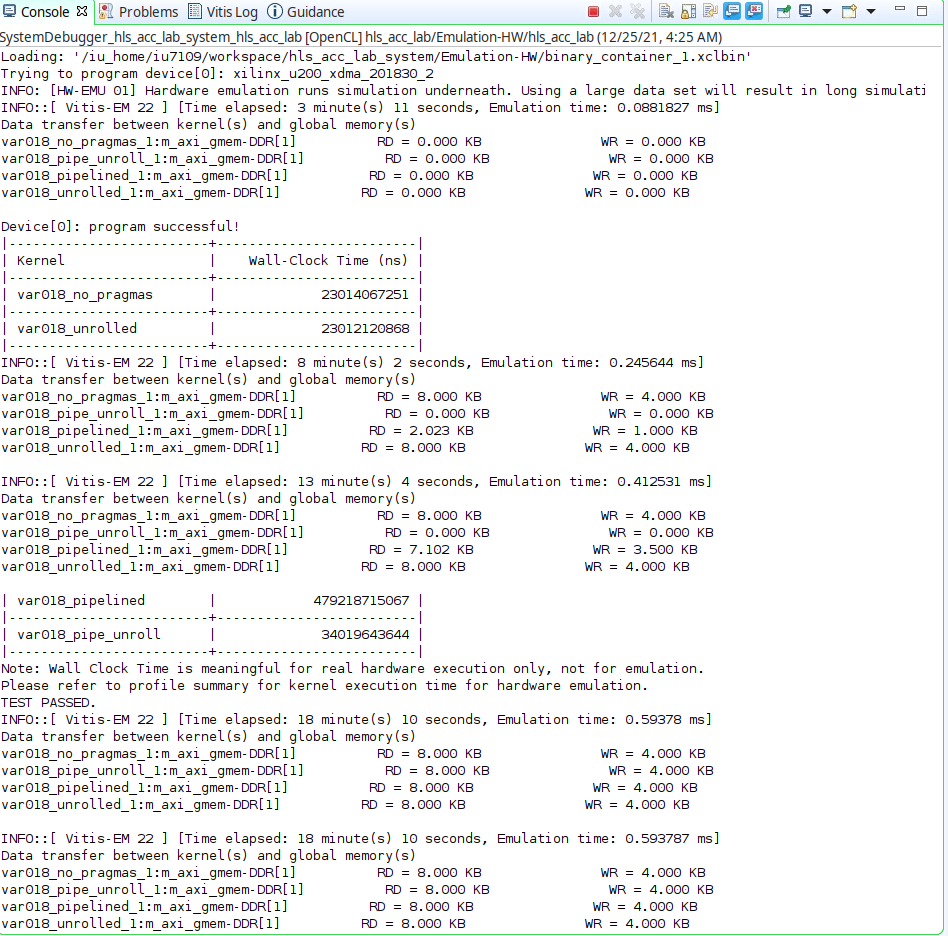 Console Problems Vitis Log Guidance
SystemDebugger_hls_acc_lab_system_hls_acc_lab [OpenCL] hls_acc_lab/Emulation-HW/hls_acc_lab (12/25/21, 4:25 AM)
Loading: '/iu_home/iu7109/workspace/hls_acc_lab_system/Emulation-HW/binary_container_1.xclbin'
Trying to program device[0]: xilinx_u200_xdma_201830_2
INFO: [HW-EMU 01] Hardware emulation runs simulation underneath. Using a large data set will result in long simulati
INFO::[ Vitis-EM 22 ] [Time elapsed: 3 minute(s) 11 seconds, Emulation time: 0.0881827 ms]
Data transfer between kernel(s) and global memory(s)
var018_no_pragmas_1:m_axi_gmem-DDR[1]          RD = 0.000 KB               WR = 0.000 KB
var018_pipe_unroll_1:m_axi_gmem-DDR[1]          RD = 0.000 KB               WR = 0.000 KB
var018_pipelined_1:m_axi_gmem-DDR[1]          RD = 0.000 KB               WR = 0.000 KB
var018_unrolled_1:m_axi_gmem-DDR[1]          RD = 0.000 KB               WR = 0.000 KB
Device[0]: program successful!
|-------------------------+-------------------------|
| Kernel                  |    Wall-Clock Time (ns) |
|-------------------------+-------------------------|
| var018_no_pragmas       |             23014067251 |
|-------------------------+-------------------------|
| var018_unrolled         |             23012120868 |
|-------------------------+-------------------------|
INFO::[ Vitis-EM 22 ] [Time elapsed: 8 minute(s) 2 seconds, Emulation time: 0.245644 ms]
Data transfer between kernel(s) and global memory(s)
var018_no_pragmas_1:m_axi_gmem-DDR[1]          RD = 8.000 KB               WR = 4.000 KB
var018_pipe_unroll_1:m_axi_gmem-DDR[1]          RD = 0.000 KB               WR = 0.000 KB
var018_pipelined_1:m_axi_gmem-DDR[1]          RD = 2.023 KB               WR = 1.000 KB
var018_unrolled_1:m_axi_gmem-DDR[1]          RD = 8.000 KB               WR = 4.000 KB
INFO::[ Vitis-EM 22 ] [Time elapsed: 13 minute(s) 4 seconds, Emulation time: 0.412531 ms]
Data transfer between kernel(s) and global memory(s)
var018_no_pragmas_1:m_axi_gmem-DDR[1]          RD = 8.000 KB               WR = 4.000 KB
var018_pipe_unroll_1:m_axi_gmem-DDR[1]          RD = 0.000 KB               WR = 0.000 KB
var018_pipelined_1:m_axi_gmem-DDR[1]          RD = 7.102 KB               WR = 3.500 KB
var018_unrolled_1:m_axi_gmem-DDR[1]          RD = 8.000 KB               WR = 4.000 KB
| var018_pipelined        |            479218715067 |
|-------------------------+-------------------------|
| var018_pipe_unroll      |             34019643644 |
|-------------------------+-------------------------|
Note: Wall Clock Time is meaningful for real hardware execution only, not for emulation.
Please refer to profile summary for kernel execution time for hardware emulation.
TEST PASSED.
INFO::[ Vitis-EM 22 ] [Time elapsed: 18 minute(s) 10 seconds, Emulation time: 0.59378 ms]
Data transfer between kernel(s) and global memory(s)
var018_no_pragmas_1:m_axi_gmem-DDR[1]          RD = 8.000 KB               WR = 4.000 KB
var018_pipe_unroll_1:m_axi_gmem-DDR[1]          RD = 8.000 KB               WR = 4.000 KB
var018_pipelined_1:m_axi_gmem-DDR[1]          RD = 8.000 KB               WR = 4.000 KB
var018_unrolled_1:m_axi_gmem-DDR[1]          RD = 8.000 KB               WR = 4.000 KB
INFO::[ Vitis-EM 22 ] [Time elapsed: 18 minute(s) 10 seconds, Emulation time: 0.593787 ms]
Data transfer between kernel(s) and global memory(s)
var018_no_pragmas_1:m_axi_gmem-DDR[1]          RD = 8.000 KB               WR = 4.000 KB
var018_pipe_unroll_1:m_axi_gmem-DDR[1]          RD = 8.000 KB               WR = 4.000 KB
var018_pipelined_1:m_axi_gmem-DDR[1]          RD = 8.000 KB               WR = 4.000 KB
var018_unrolled_1:m_axi_gmem-DDR[1]          RD = 8.000 KB               WR = 4.000 KB